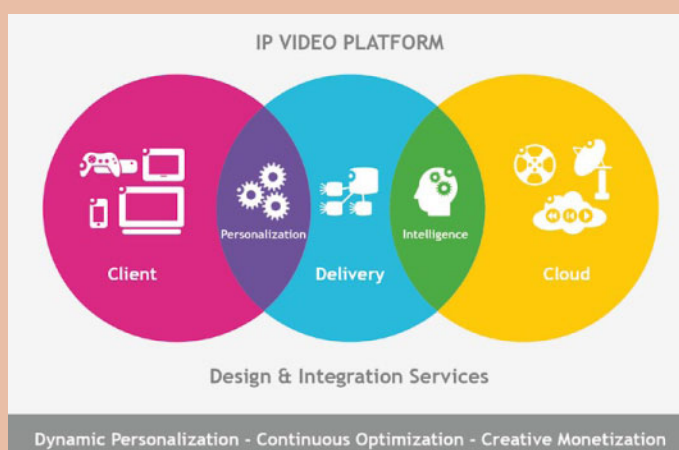 IP VIDEO PLATFORM
Personalization
Intelligence
Client
Delivery
Cloud
Design & Integration Services
Dynamic Personalization - Continuous Optimization - Creative Monetization